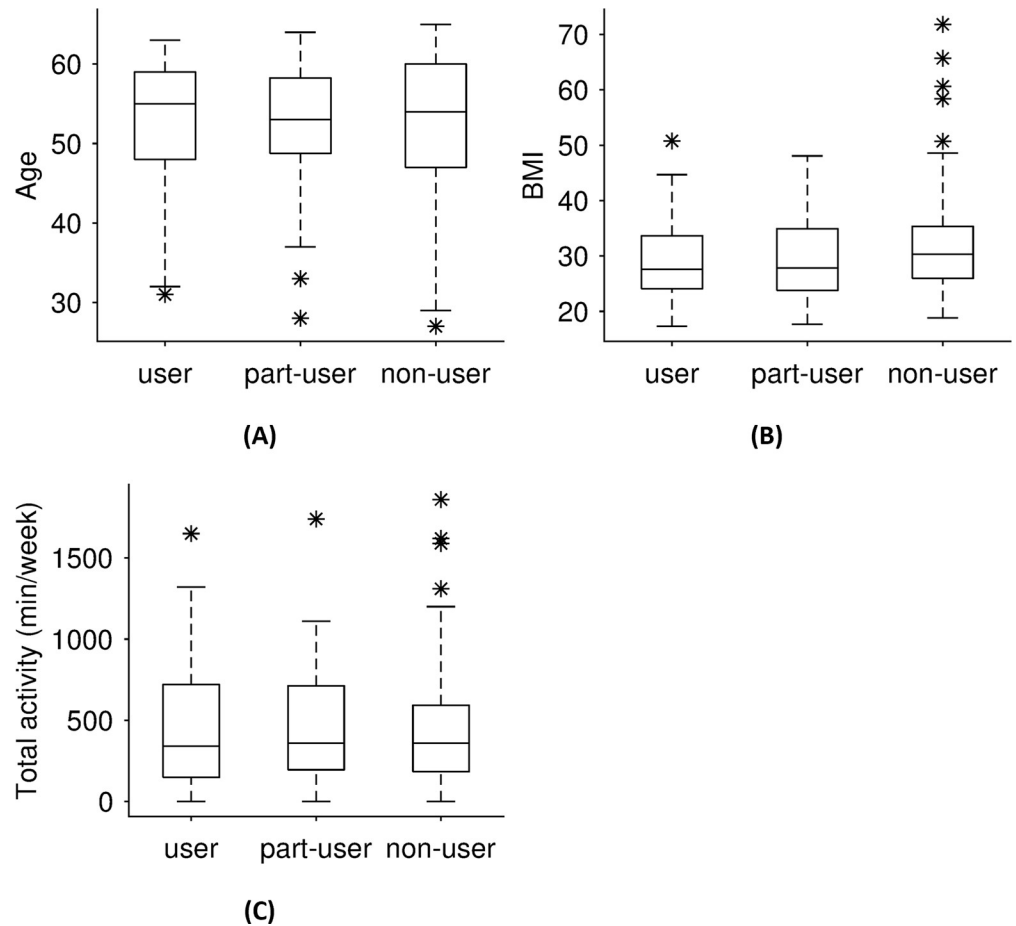 Age
60
50
40
30
user part-user non-user
(A)
BMI
70
60
50
40
30
20
user part-user non-user
(B)
Total activity (min/week)
1500
1000
500
0
user part-user non-user
(C)